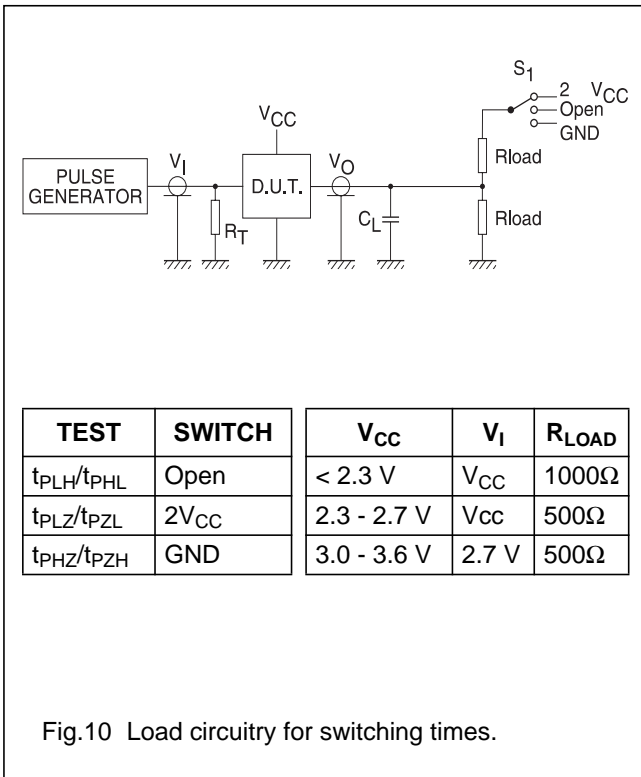 S1
2 VCC
Open
GND
VCC
VI
VO
Rload
PULSE
GENERATOR
D.U.T.
RT
CL
Rload
TEST SWITCH
tPLH/tPHL Open
tPLZ/tPZL 2VCC
tPHZ/tPZH GND
VCC VI RLOAD
< 2.3 V VCC 1000Ω
2.3 - 2.7 V Vcc 500Ω
3.0 - 3.6 V 2.7 V 500Ω
Fig.10 Load circuitry for switching times.